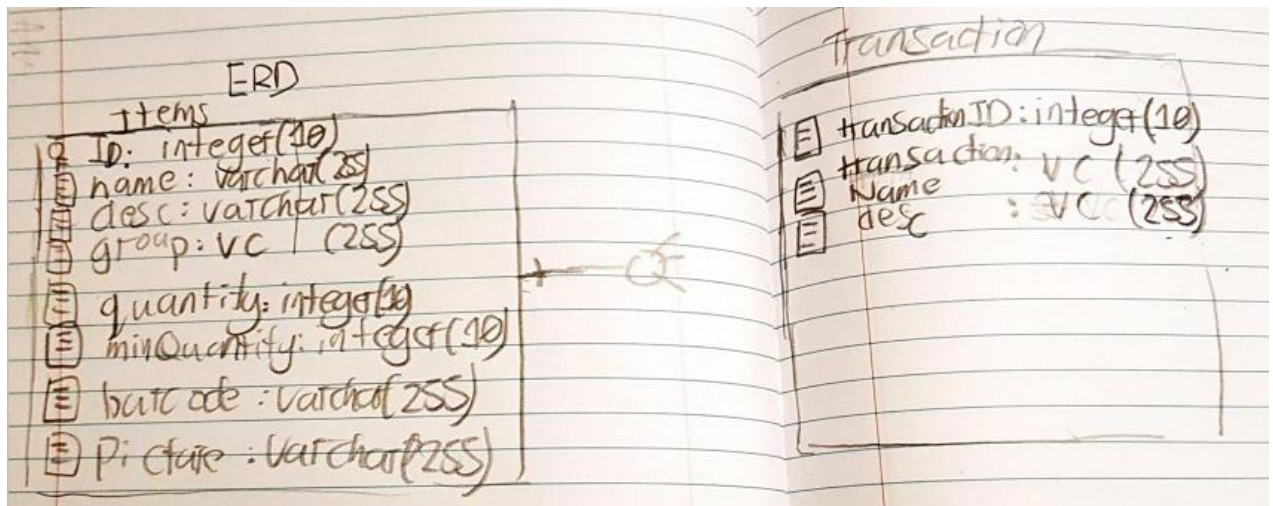 ERD
Items
ID: integer(10)
name: varchar(25)
desc: varchar(255)
group: VC (255)
quantity: integer(10)
minQuantity: integer(10)
barcode: varchar(255)
Picture: Varchar(255)
Transaction
transactionID: integer(10)
transaction: VC (255)
Name
desc : VC (255)